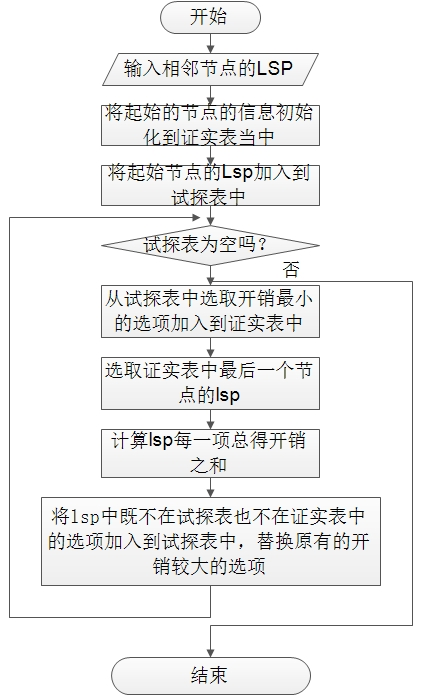 开始
输入相邻节点的LSP
将起始的节点的信息初始
化到证实表当中
将起始节点的Lsp加入到
试探表中
试探表为空吗？
否
从试探表中选取开销最小
的选项加入到证实表中
选取证实表中最后一个节
点的lsp
计算lsp每一项总得开销
之和
将lsp中既不在试探表也不在证实表中
的选项加入到试探表中，替换原有的开
销较大的选项
结束